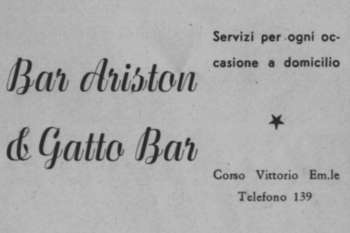 Bar Ariston
& Gatto Bar
Servizi per ogni oc-
casione a domicilio
Corso Vittorio Em.le
Telefono 139